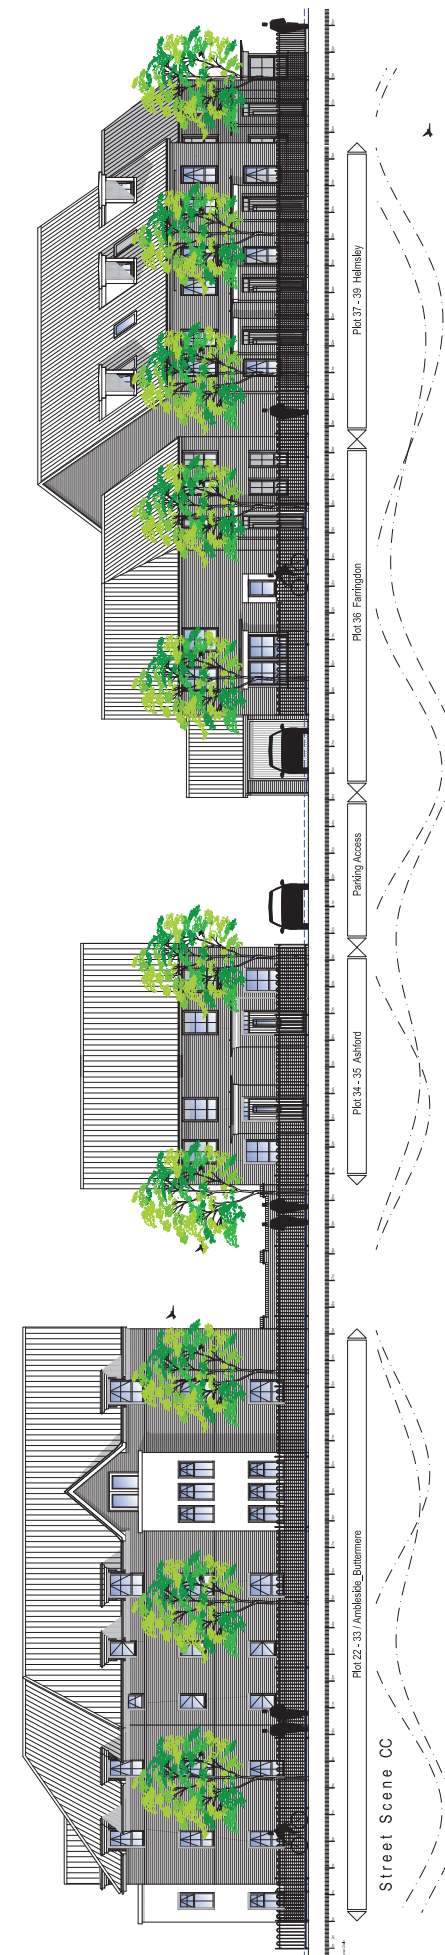 Plot 22 - 33 / Ambleside_Buttermere
Plot 34 - 35 Ashford
Parking Access
Plot 36 Farringdon
Plot 37 - 39 Helmsley
Street Scene CC